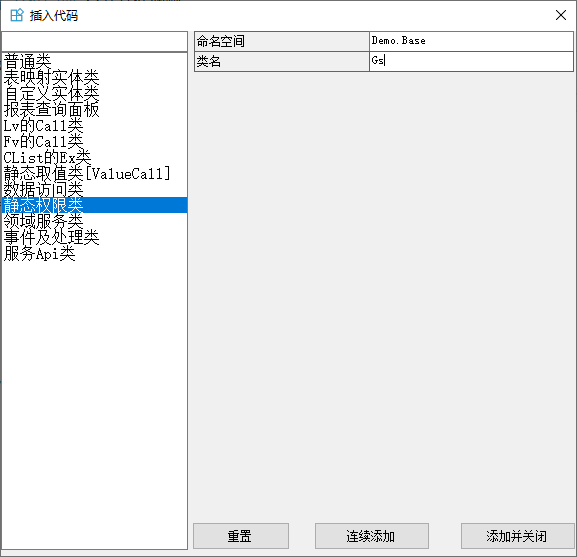 插入代码
命名空间 Demo.Base
类名 Gs
普通类
表映射实体类
自定义实体类
报表查询面板
Lv的Call类
Fv的Call类
CList的Ex类
静态取值类[ValueCall]
数据访问类
静态权限类
领域服务类
事件及处理类
服务Api类
重置 连续添加 添加并关闭